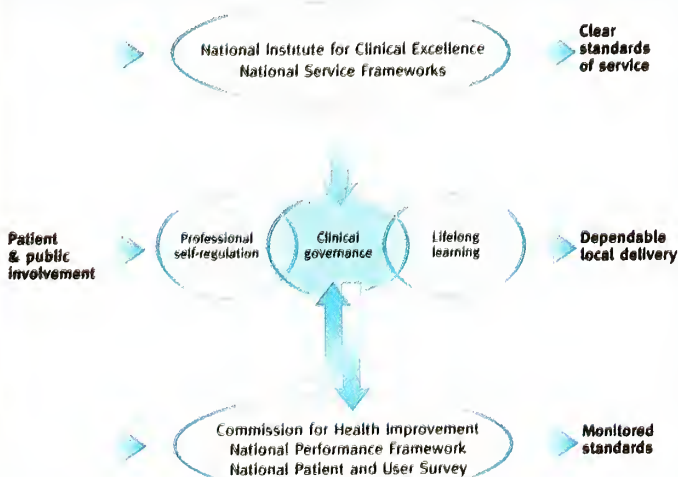 National Institute for Clinical Excellence
National Service Frameworks
Clear
standards
of service
Patient
& public
involvement
Professional
self-regulation
Clinical
governance
Lifelong
learning
Dependable
local delivery
Commission for Health Improvement
National Performance Framework
National Patient and User Survey
Monitored
standards